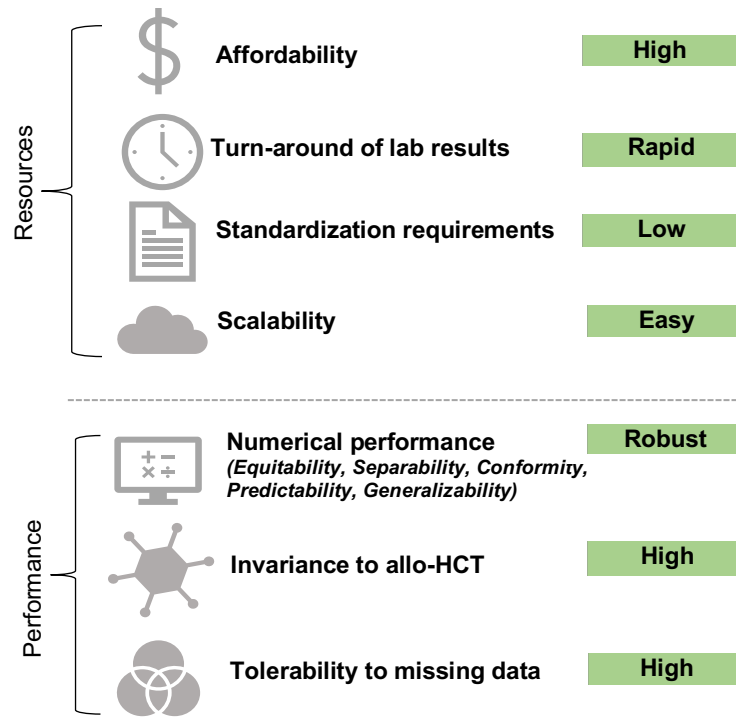 Resources
$
Affordability
High
Turn-around of lab results
Rapid
Standardization requirements
Low
Scalability
Easy
Performance
+ −
× ÷
Numerical performance
Robust
(Equitability, Separability, Conformity,
Predictability, Generalizability)
Invariance to allo-HCT
High
Tolerability to missing data
High